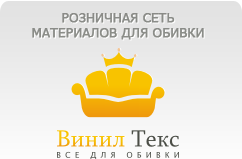 РОЗНИЧНАЯ СЕТЬ
МАТЕРИАЛОВ ДЛЯ ОБИВКИ
Винил Текс
ВСЕ ДЛЯ ОБИВКИ